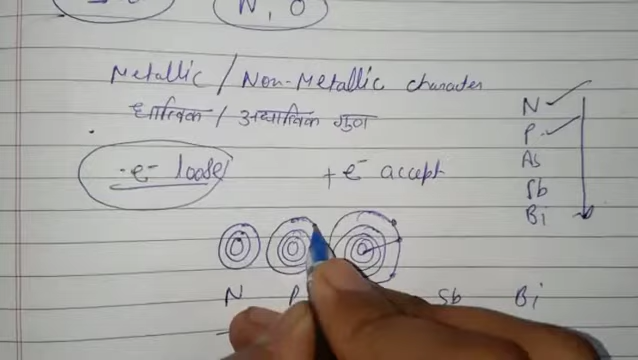 N, O
Metallic / Non-Metallic character
धात्विक / अधात्विक गुण
-e- loose
+e- accept
N
P
As
Sb
Bi
N P Sb Bi